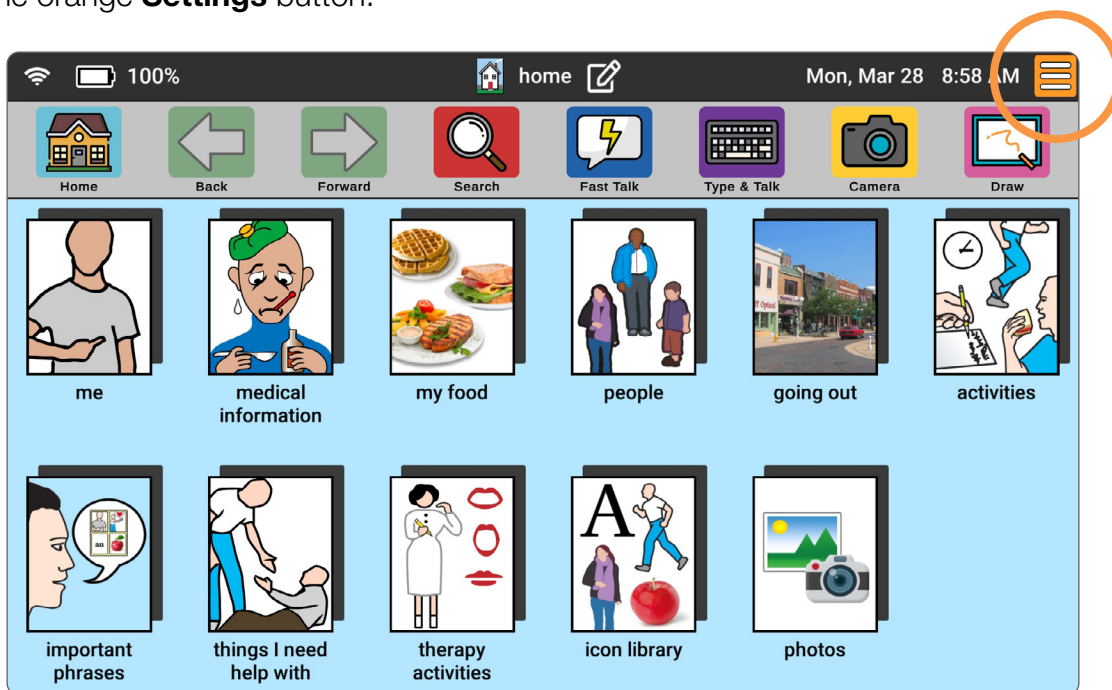 orange Settings button.
100%
home
Mon, Mar 28 8:58 AM
Home Back Forward Search Fast Talk Type & Talk Camera Draw
me
medical
information
my food
people
going out
activities
important
phrases
an
things I need
help with
therapy
activities
A
icon library
photos